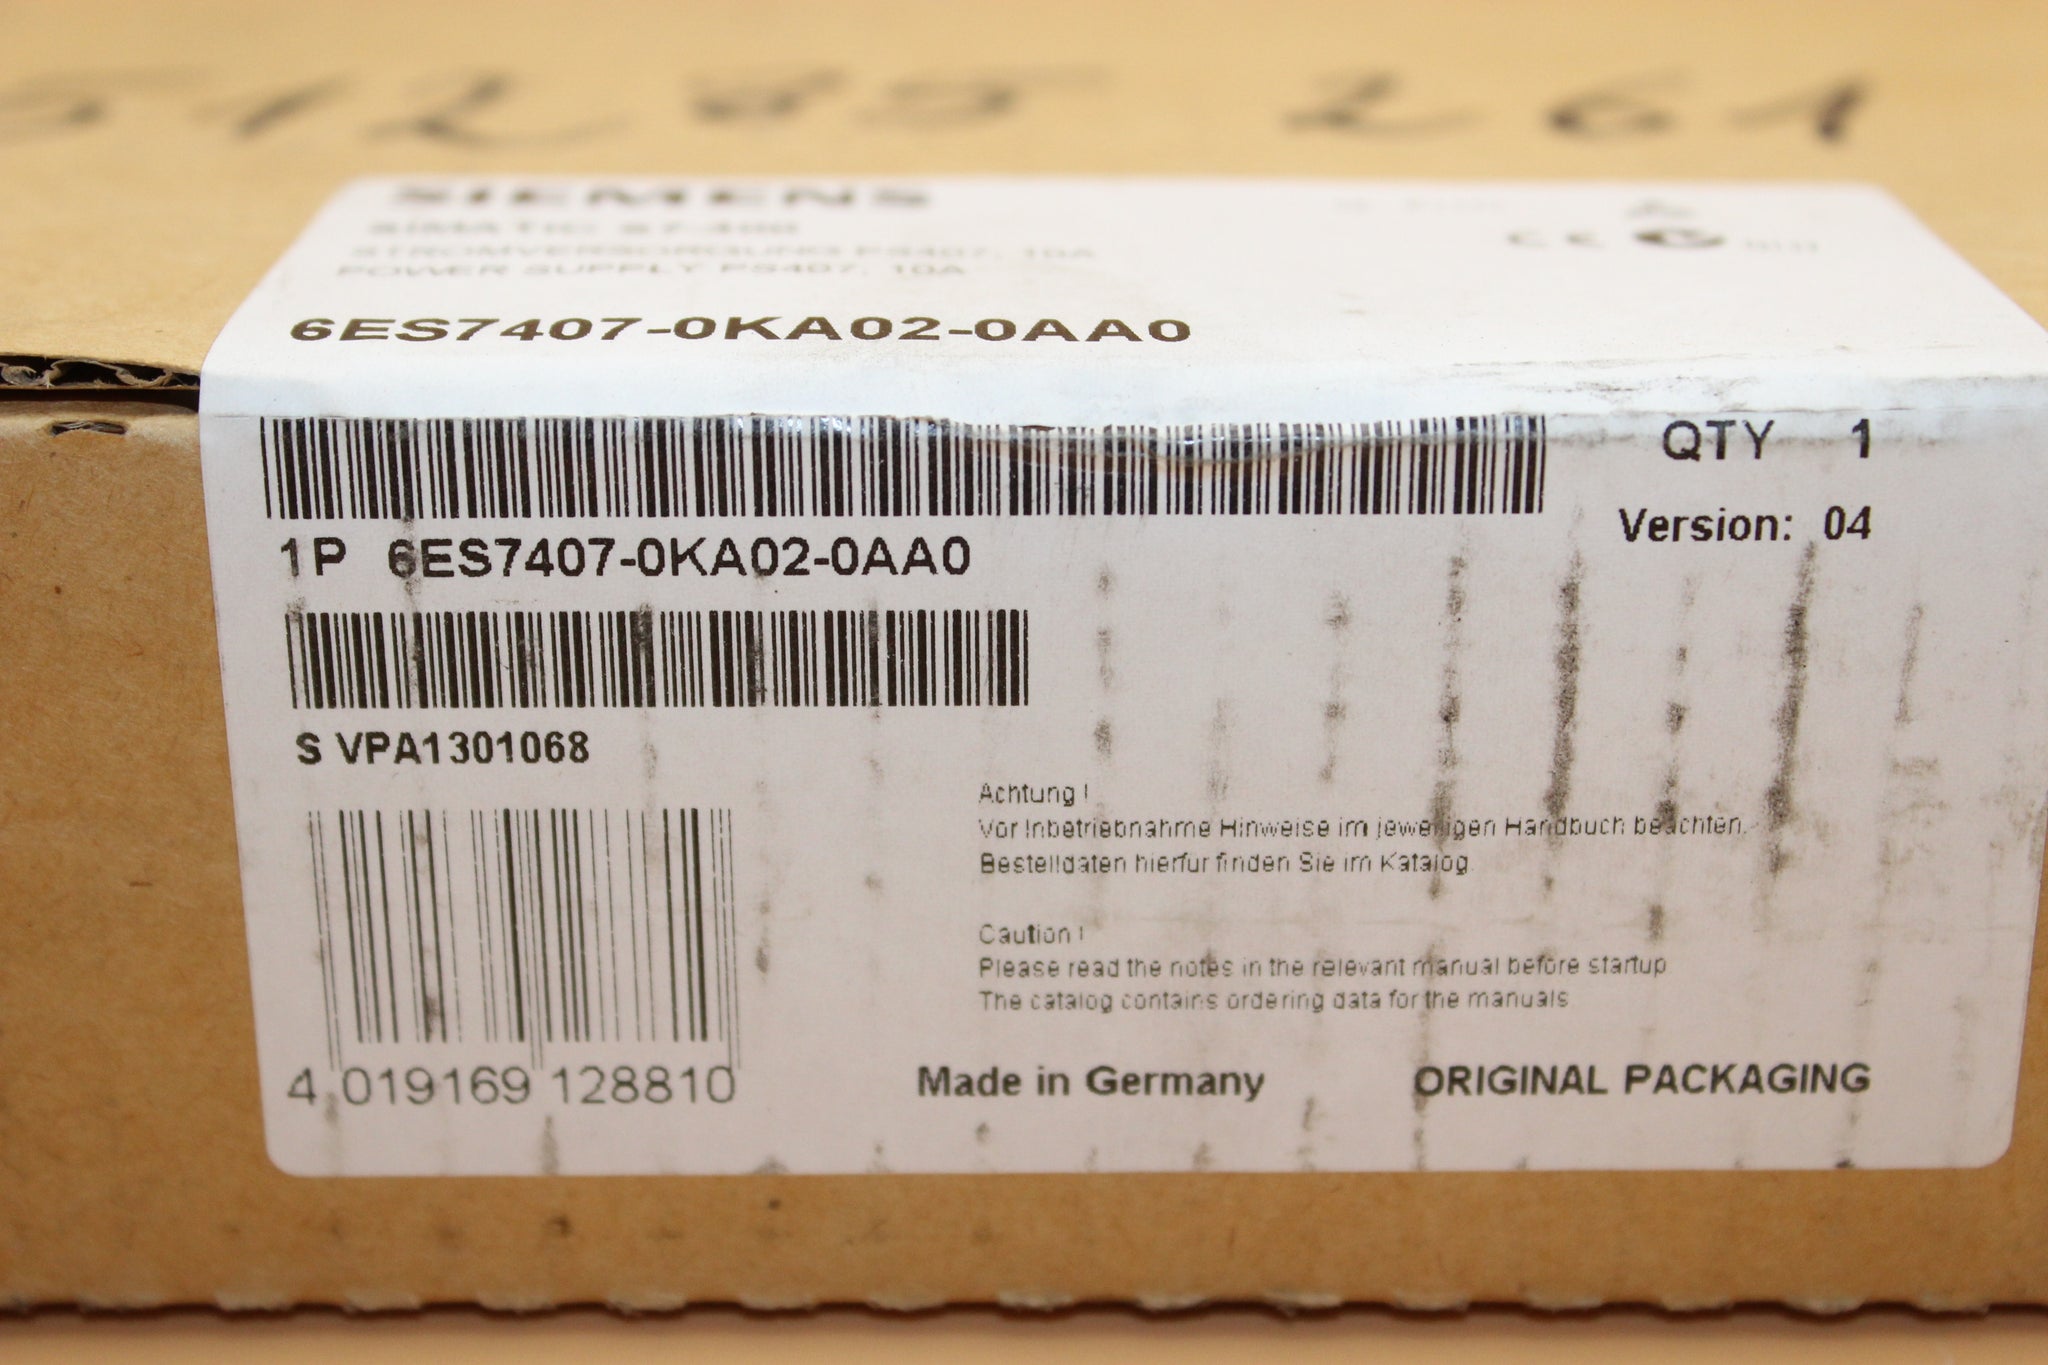 512 85 261
SIEMENS
SIMATIC S7-400
STROMVERSORGUNG PS407, 10A
POWER SUPPLY PS407, 10A
6ES7407-0KA02-0AA0
QTY 1
Version: 04
1P 6ES7407-0KA02-0AA0
S VPA1301068
Achtung !
Vor Inbetriebnahme Hinweise im jeweiligen Handbuch beachten.
Bestelldaten hierfur finden Sie im Katalog
Caution !
Please read the notes in the relevant manual before startup
The catalog contains ordering data for the manuals
4 019169 128810
Made in Germany
ORIGINAL PACKAGING